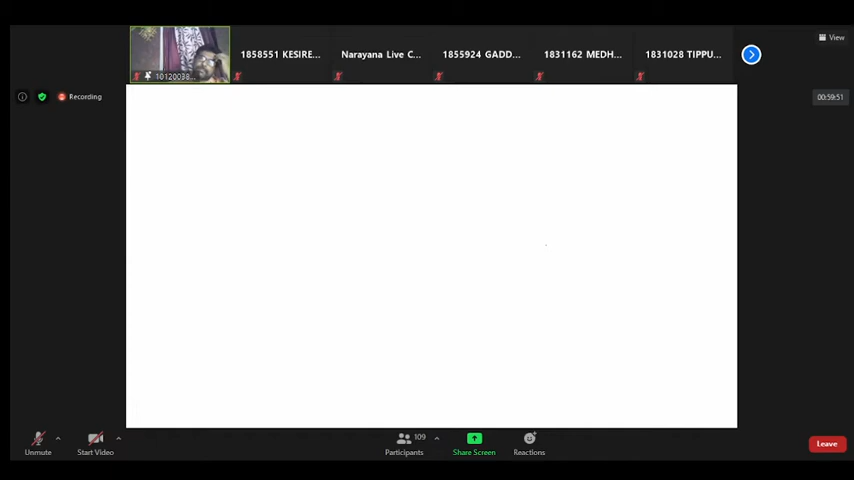 View
1858551 KESIRE...
Narayana Live C...
1855924 GADD...
1831162 MEDH...
1831028 TIPPU...
10120038...
Recording
00:59:51
Unmute
Start Video
109
Participants
Share Screen
Reactions
Leave